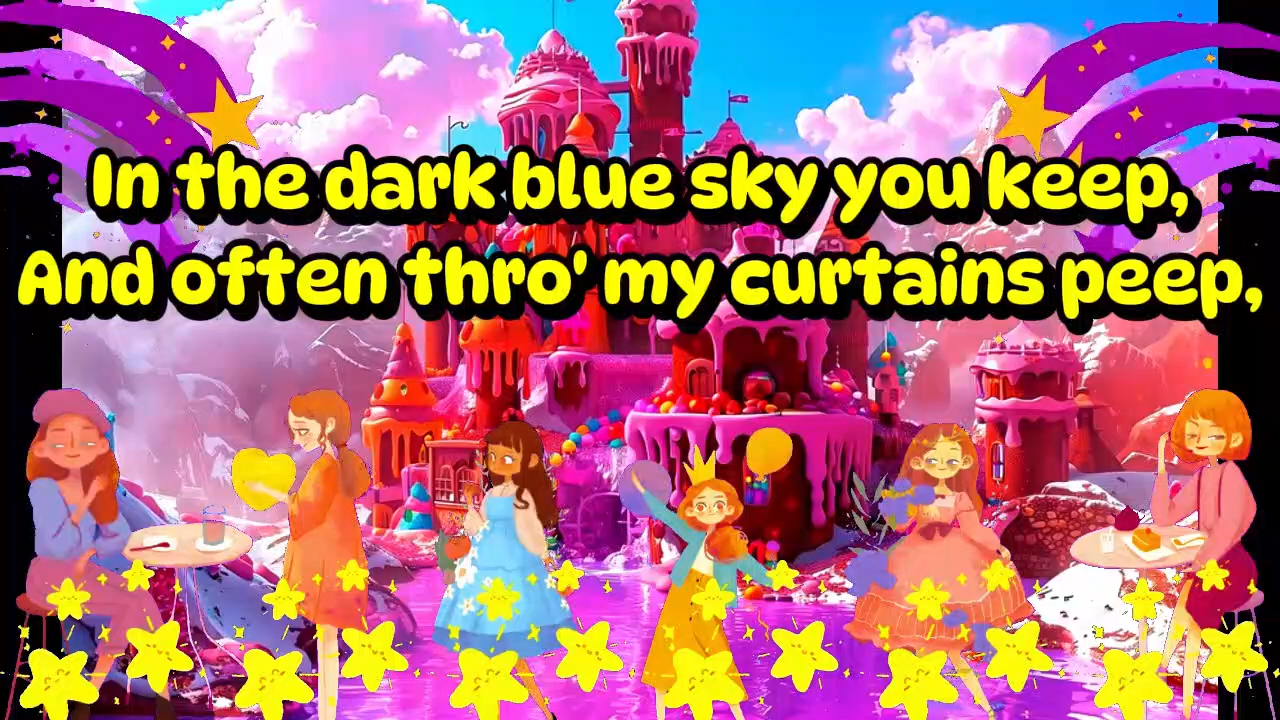 In the dark blue sky you keep,
And often thro' my curtains peep,